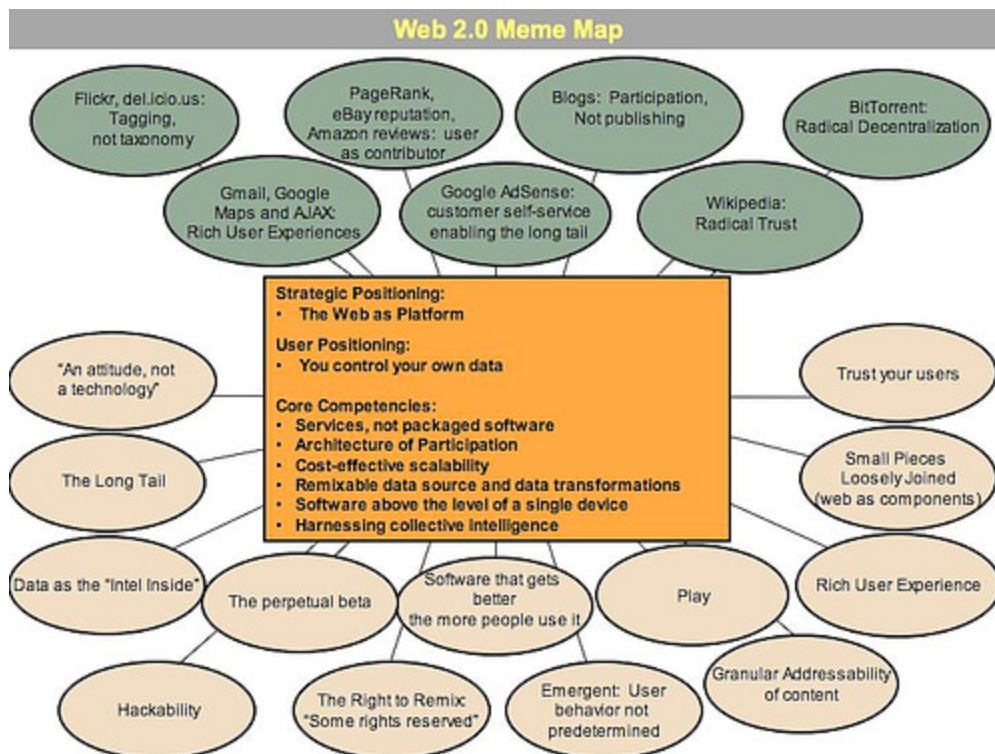 Web 2.0 Meme Map
Flickr, del.icio.us:
Tagging,
not taxonomy
PageRank,
eBay reputation,
Amazon reviews: user
as contributor
Blogs: Participation,
Not publishing
BitTorrent:
Radical Decentralization
Gmail, Google
Maps and AJAX:
Rich User Experiences
Google AdSense:
customer self-service
enabling the long tail
Wikipedia:
Radical Trust
Strategic Positioning:
• The Web as Platform
User Positioning:
• You control your own data
Core Competencies:
• Services, not packaged software
• Architecture of Participation
• Cost-effective scalability
• Remixable data source and data transformations
• Software above the level of a single device
• Harnessing collective intelligence
"An attitude, not
a technology"
Trust your users
The Long Tail
Small Pieces
Loosely Joined
(web as components)
Data as the "Intel Inside"
The perpetual beta
Software that gets
better
the more people use it
Play
Rich User Experience
Hackability
The Right to Remix:
"Some rights reserved"
Emergent: User
behavior not
predetermined
Granular Addressability
of content